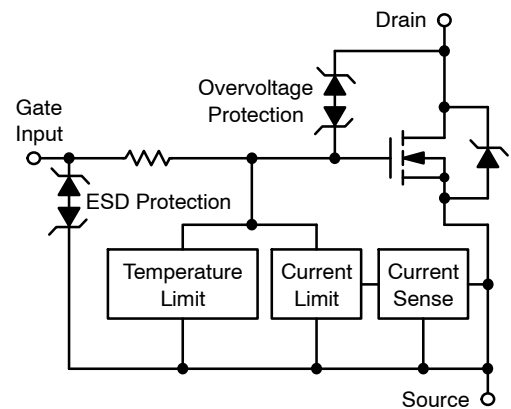 Drain
Overvoltage
Protection
Gate
Input
ESD Protection
Temperature
Limit
Current
Limit
Current
Sense
Source